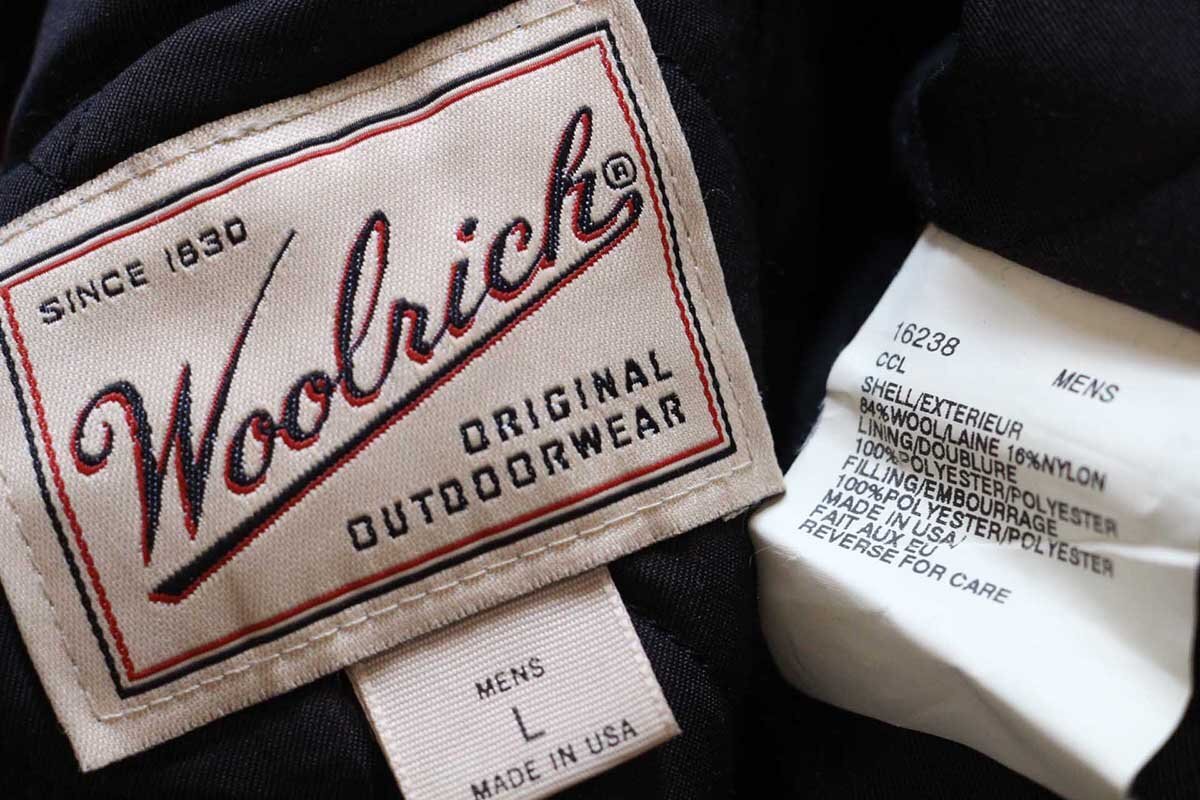 SINCE 1830
Woolrich®
ORIGINAL
OUTDOORWEAR
MENS
L
MADE IN USA
16238
CCL MENS
SHELL/EXTERIEUR
84%WOOL/LAINE 16%NYLON
LINING/DOUBLURE
100%POLYESTER/POLYESTER
FILLING/EMBOURRAGE
100%POLYESTER/POLYESTER
MADE IN USA/
FAIT AUX EU
REVERSE FOR CARE